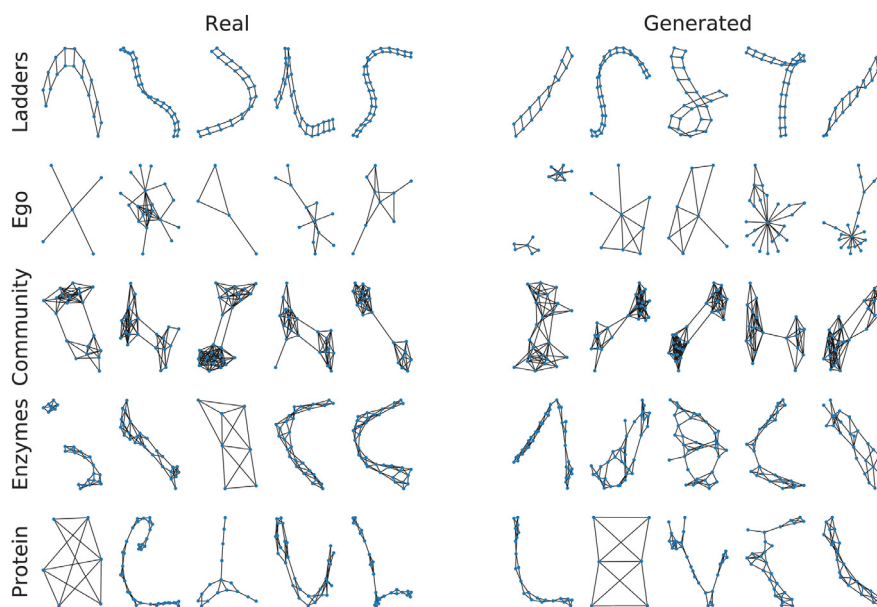 Real
Generated
Ladders
Ego
Community
Enzymes
Protein